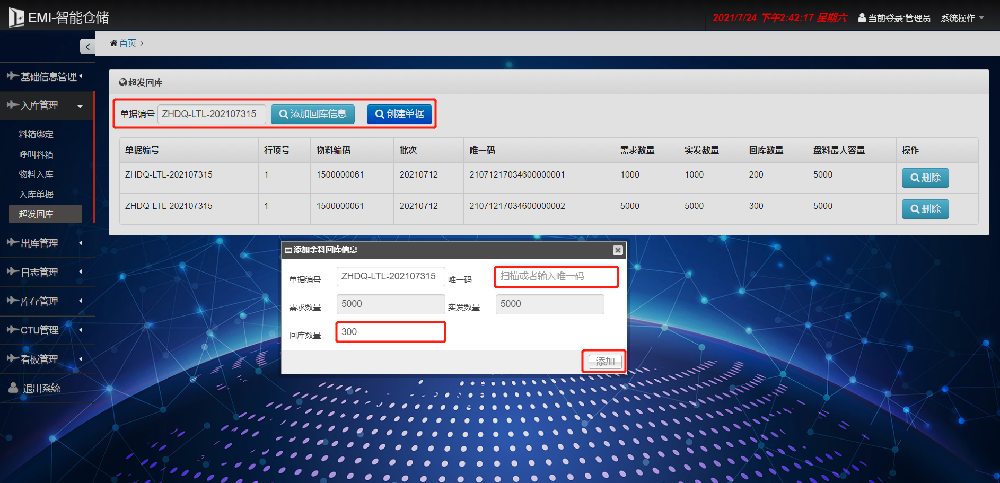 EMI-智能仓储
2021/7/24 下午2:42:17 星期六
当前登录:管理员
系统操作
首页
基础信息管理
入库管理
料箱绑定
呼叫料箱
物料入库
入库单据
超发回库
出库管理
日志管理
库存管理
CTU管理
看板管理
退出系统
超发回库
单据编号 ZHDQ-LTL-202107315 添加回库信息 创建单据
单据编号 行项号 物料编码 批次 唯一码 需求数量 实发数量 回库数量 盘料最大容量 操作
ZHDQ-LTL-202107315 1 1500000061 20210712 21071217034600000001 1000 1000 200 5000 删除
ZHDQ-LTL-202107315 1 1500000061 20210712 21071217034600000002 5000 5000 300 5000 删除
添加余料回库信息
单据编号 ZHDQ-LTL-202107315 唯一码 扫描或者输入唯一码
需求数量 5000 实发数量 5000
回库数量 300
添加